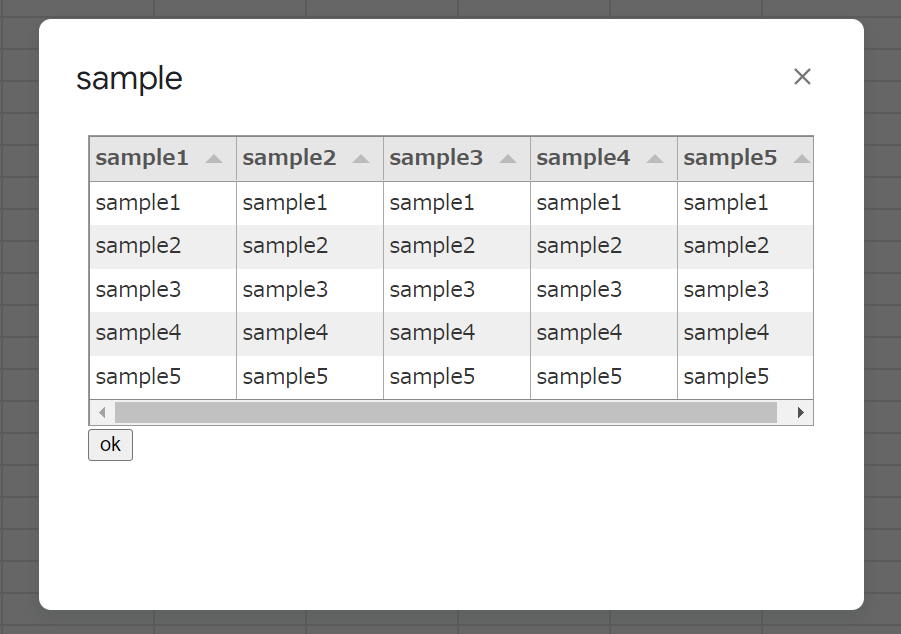 sample
sample1 sample2 sample3 sample4 sample5
sample1 sample1 sample1 sample1 sample1
sample2 sample2 sample2 sample2 sample2
sample3 sample3 sample3 sample3 sample3
sample4 sample4 sample4 sample4 sample4
sample5 sample5 sample5 sample5 sample5
ok